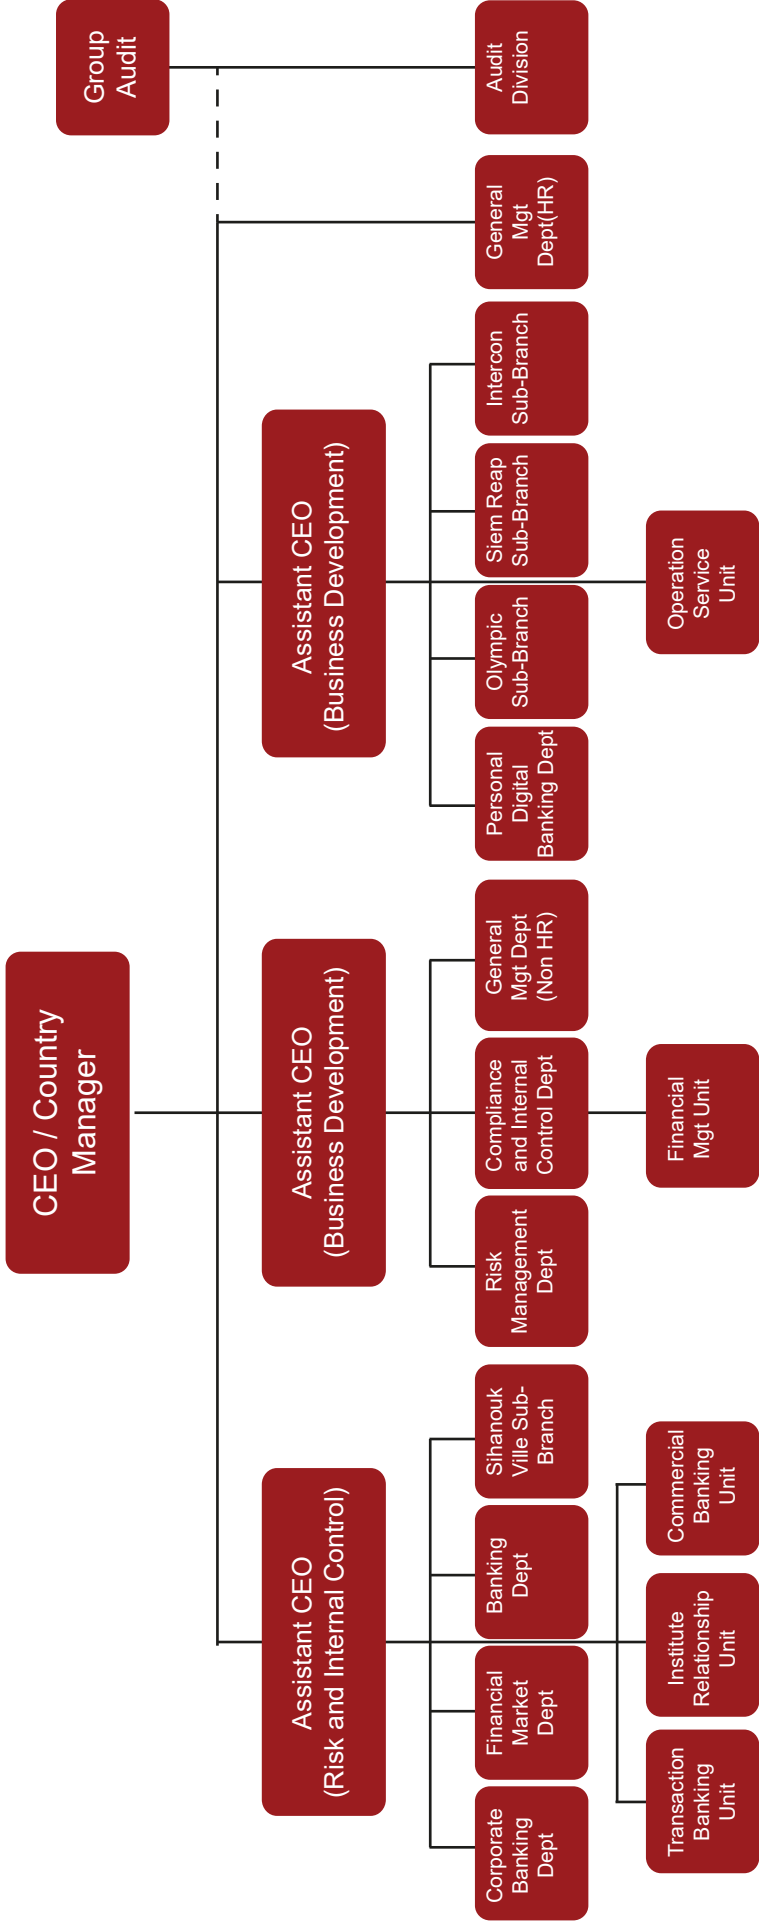 CEO / Country
Manager
Group
Audit
Assistant CEO
(Risk and Internal Control)
Assistant CEO
(Business Development)
Assistant CEO
(Business Development)
Corporate
Banking
Dept
Financial
Market
Dept
Banking
Dept
Sihanouk
Ville Sub-
Branch
Risk
Management
Dept
Compliance
and Internal
Control Dept
General
Mgt Dept
(Non HR)
Personal
Digital
Banking Dept
Olympic
Sub-Branch
Siem Reap
Sub-Branch
Intercon
Sub-Branch
General
Mgt
Dept(HR)
Audit
Division
Transaction
Banking
Unit
Institute
Relationship
Unit
Commercial
Banking
Unit
Financial
Mgt Unit
Operation
Service
Unit